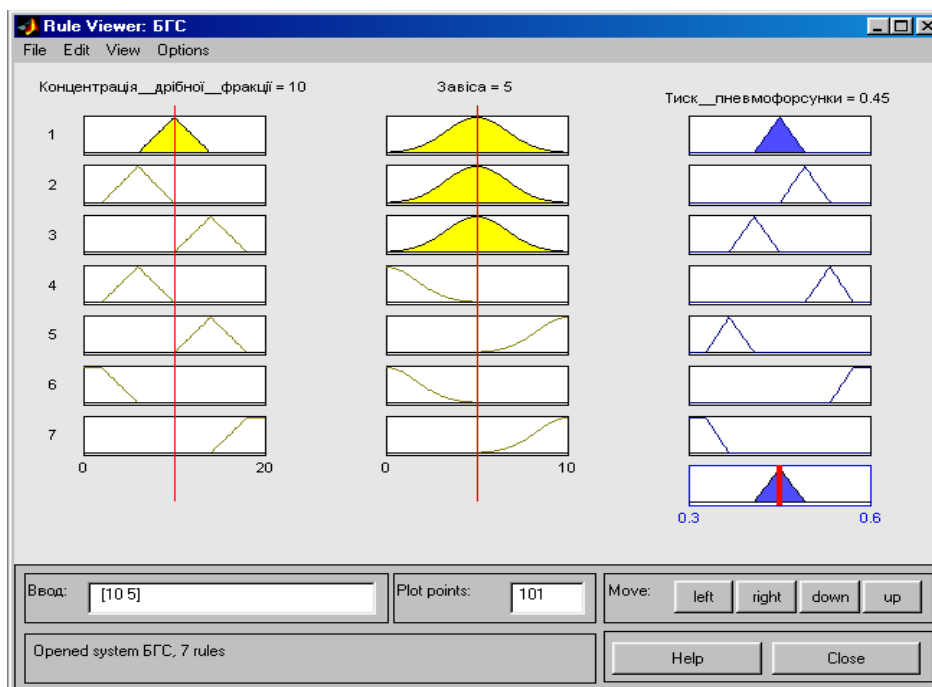 Rule Viewer: БГС
File Edit View Options
Концентрація__дрібної__фракції = 10
Завіса = 5
Тиск__пневмофорсунки = 0.45
1
2
3
4
5
6
7
0 20
0 10
0.3 0.6
Ввод: [10 5]
Plot points: 101
Move: left right down up
Opened system БГС, 7 rules
Help Close